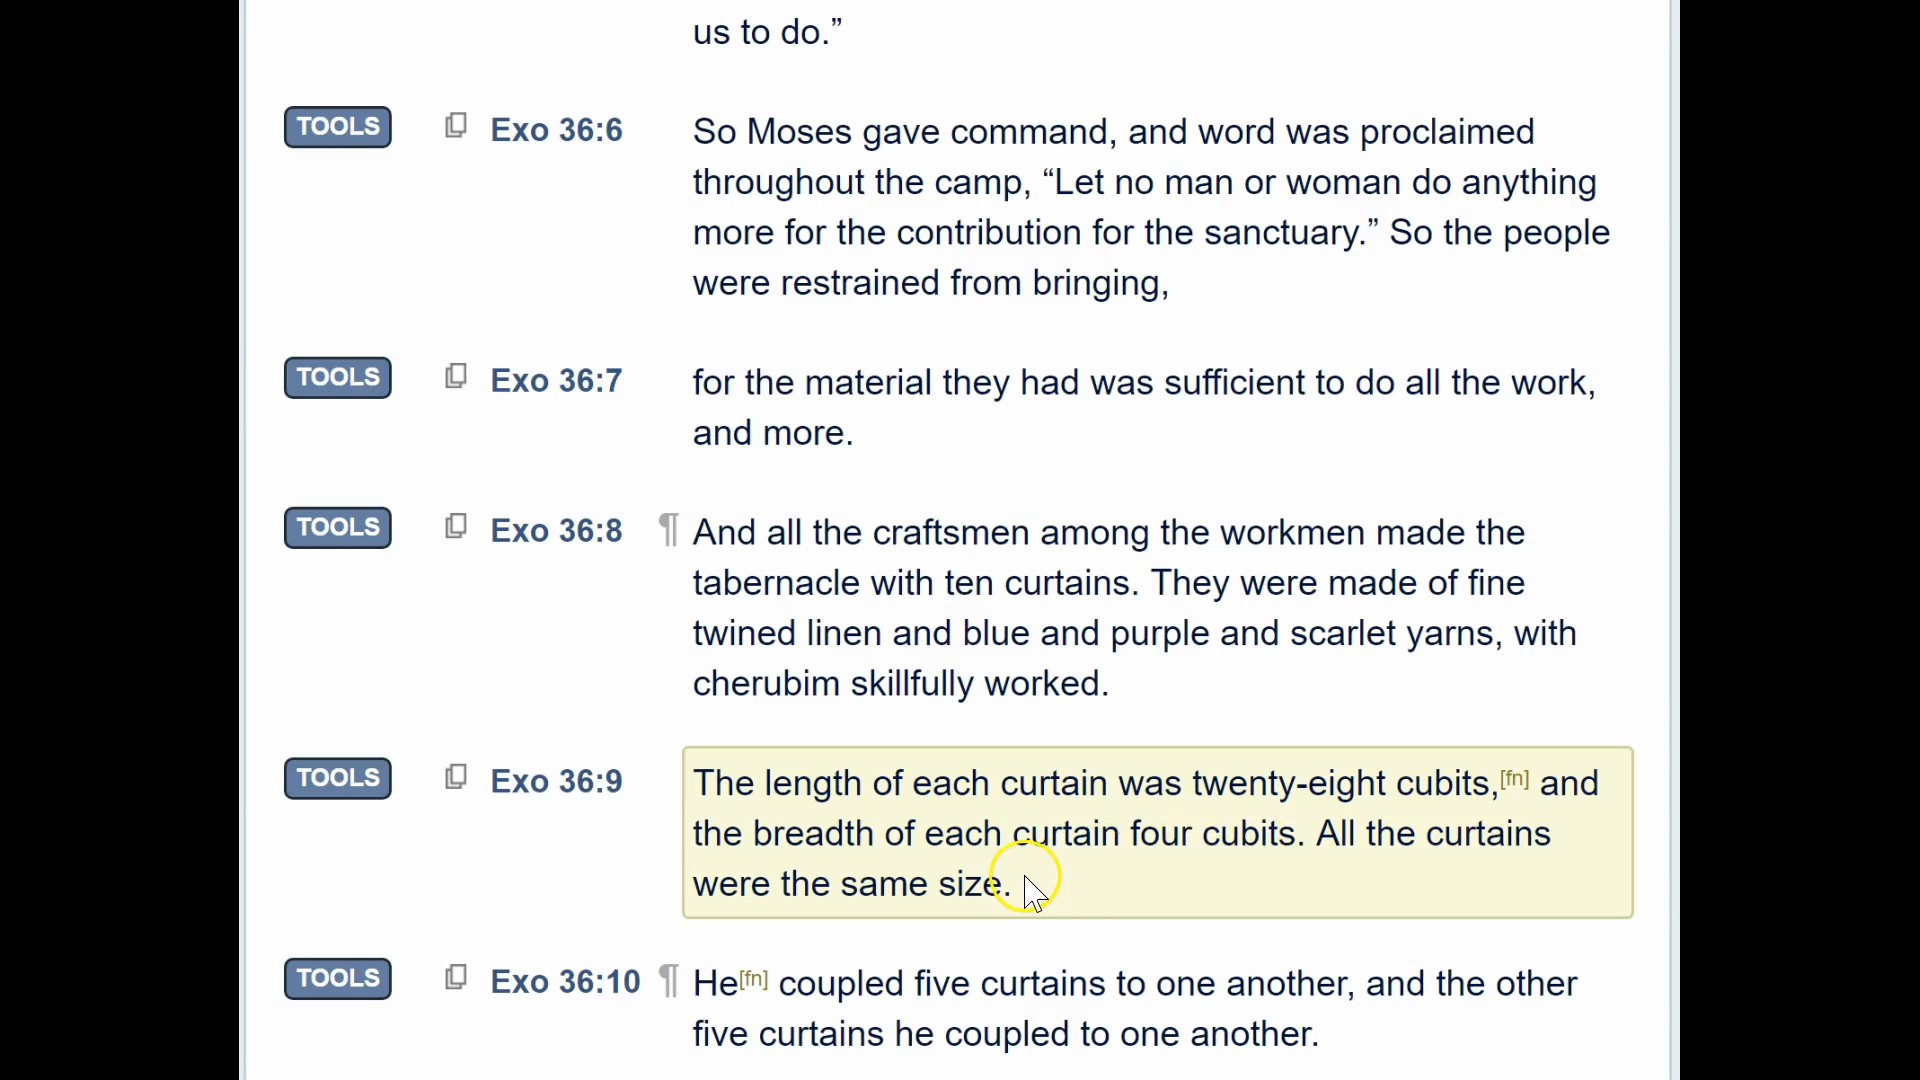 us to do.”
TOOLS Exo 36:6 So Moses gave command, and word was proclaimed
throughout the camp, “Let no man or woman do anything
more for the contribution for the sanctuary.” So the people
were restrained from bringing,
TOOLS Exo 36:7 for the material they had was sufficient to do all the work,
and more.
TOOLS Exo 36:8 ¶ And all the craftsmen among the workmen made the
tabernacle with ten curtains. They were made of fine
twined linen and blue and purple and scarlet yarns, with
cherubim skillfully worked.
TOOLS Exo 36:9 The length of each curtain was twenty-eight cubits,[fn] and
the breadth of each curtain four cubits. All the curtains
were the same size.
TOOLS Exo 36:10 ¶ He[fn] coupled five curtains to one another, and the other
five curtains he coupled to one another.